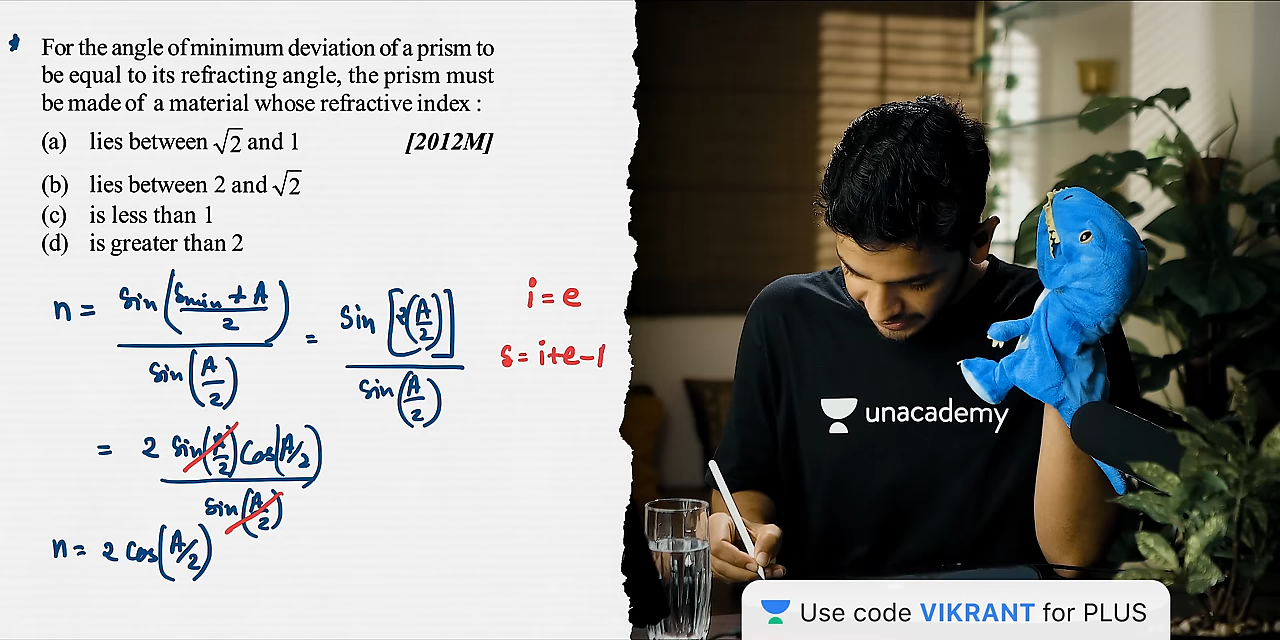 For the angle of minimum deviation of a prism to
be equal to its refracting angle, the prism must
be made of a material whose refractive index :
(a) lies between √2 and 1 [2012M]
(b) lies between 2 and √2
(c) is less than 1
(d) is greater than 2
n = sin(δmin + A / 2) / sin(A/2) = sin[2(A/2)] / sin(A/2)
i = e
δ = i+e-1
= 2 sin(A/2) cos(A/2) / sin(A/2)
n = 2 cos(A/2)
unacademy
Use code VIKRANT for PLUS